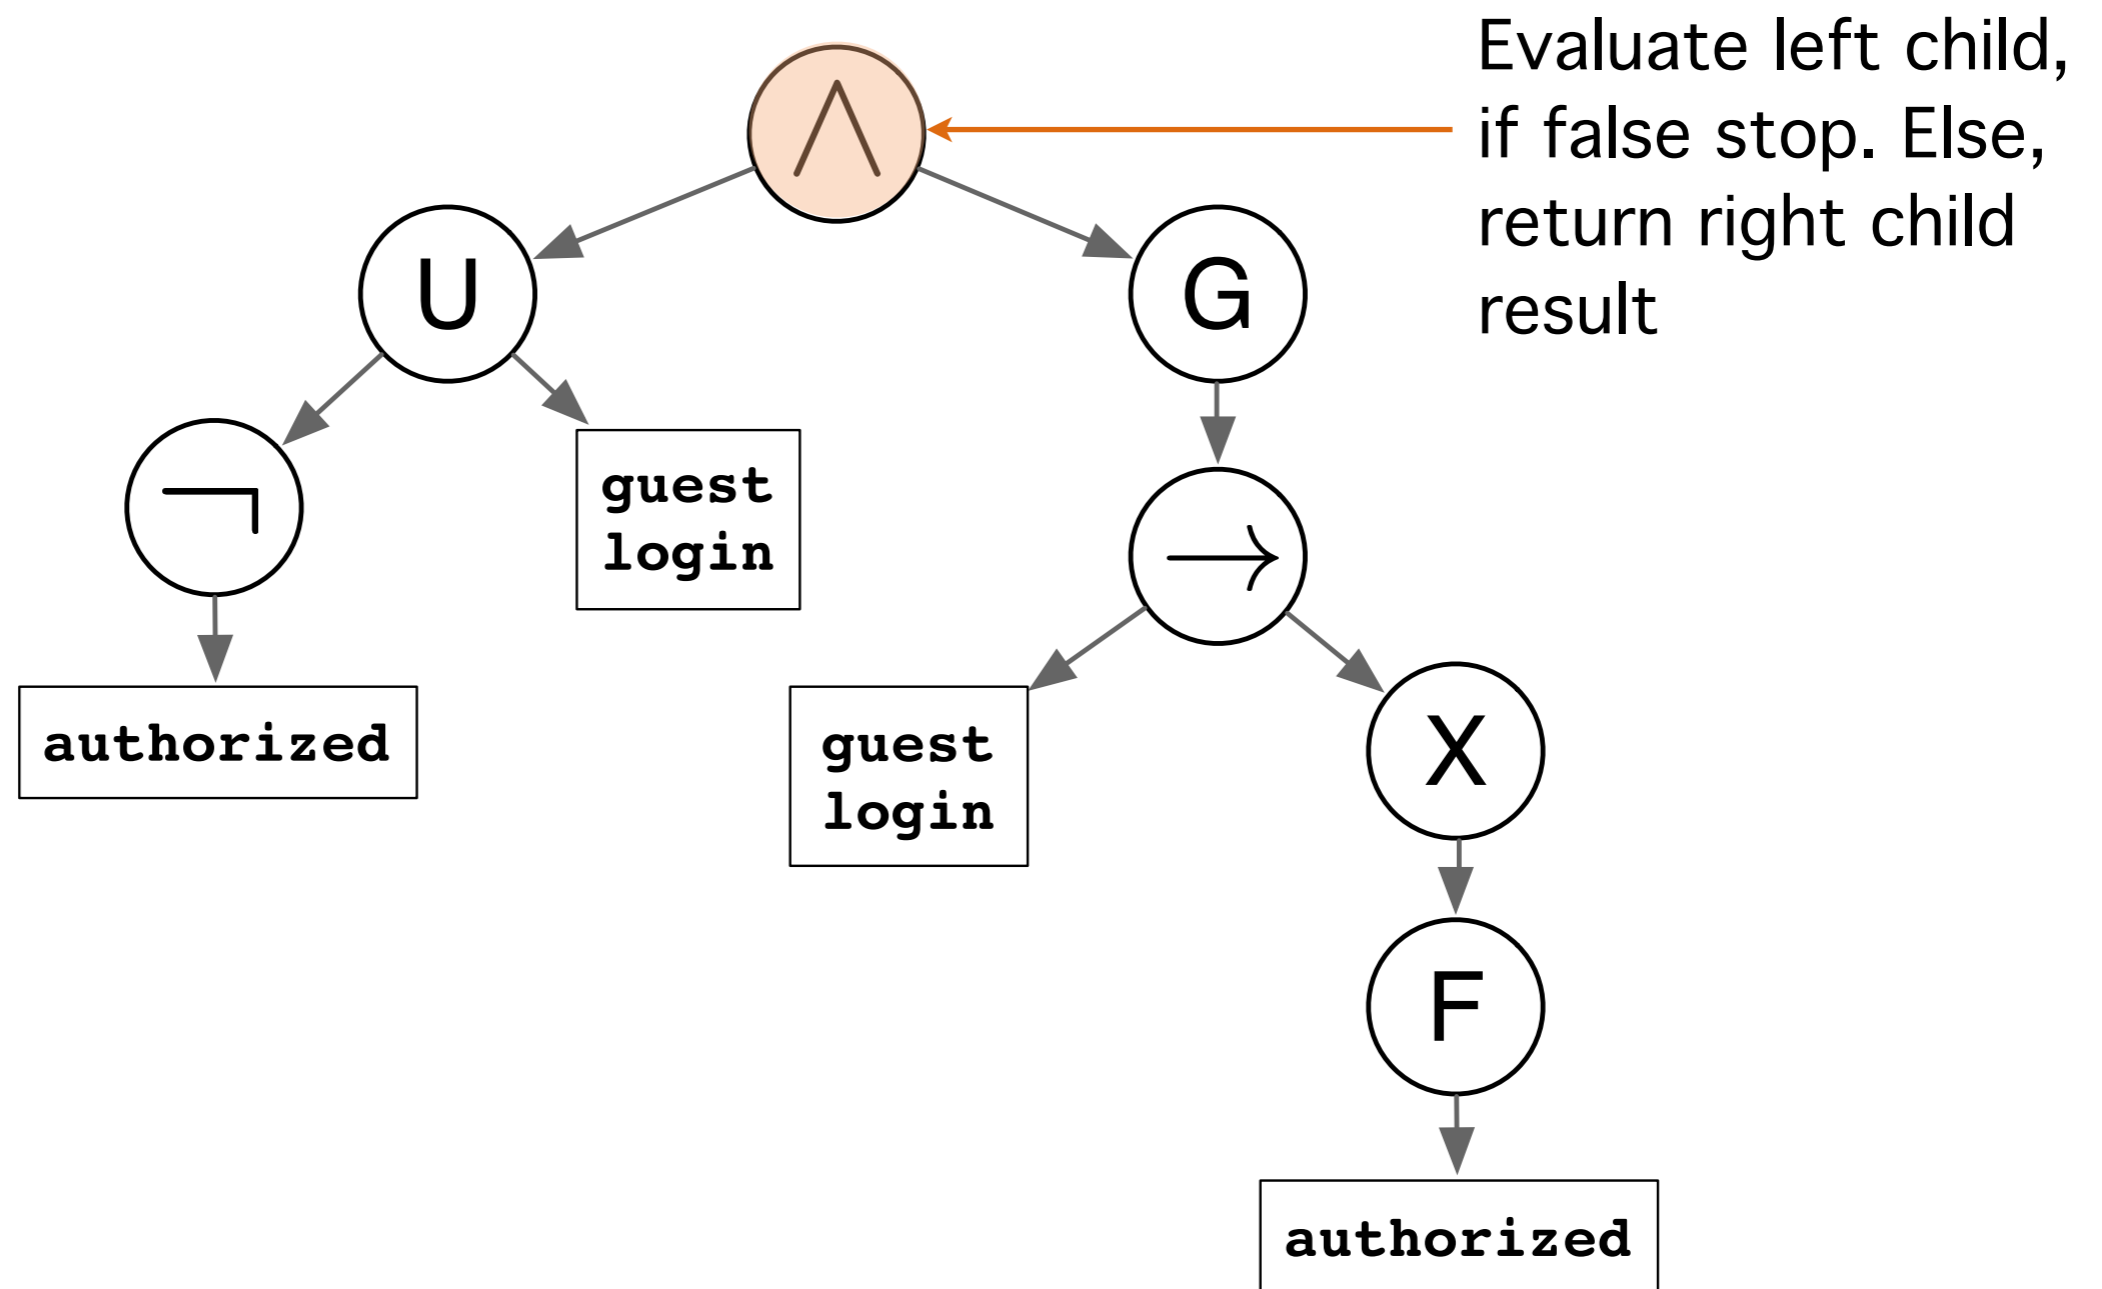 ∧
Evaluate left child,
if false stop. Else,
return right child
result
U
G
¬
guest
login
→
authorized
guest
login
X
F
authorized